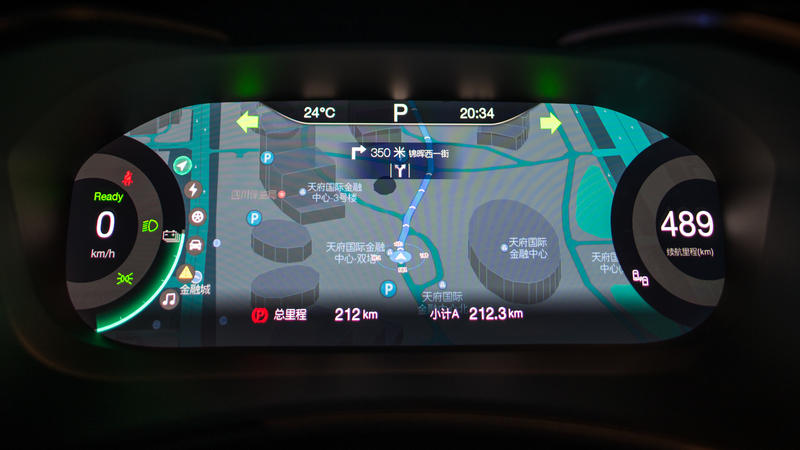 24°C
P
20:34
350 米 锦晖西一街
P
天府国际金融
中心·3号楼
Ready
0
km/h
P
天府国际金融
中心·双塔
天府国际
金融中心
489
续航里程(km)
金融城
P
天府国际
P
总里程
212 km
小计A
212.3 km